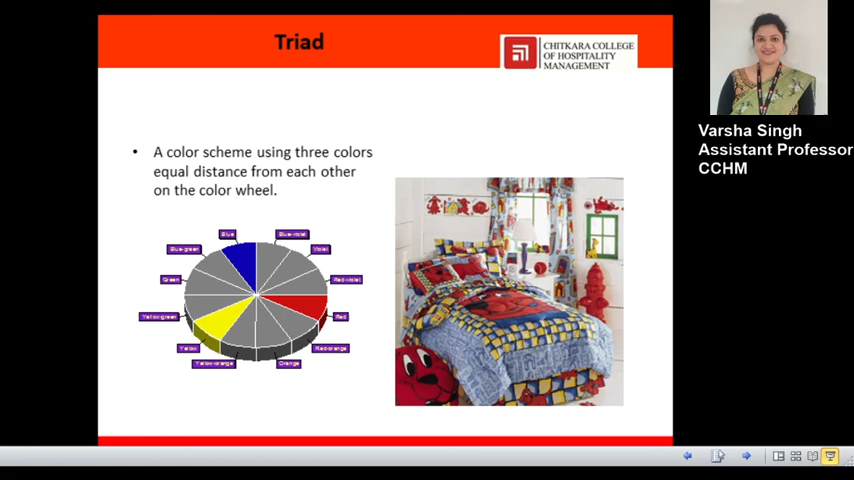 Triad
CHITKARA COLLEGE
OF HOSPITALITY
MANAGEMENT
Varsha Singh
Assistant Professor
CCHM
• A color scheme using three colors
equal distance from each other
on the color wheel.
Blue
Blue-violet
Blue-green
Violet
Green
Red-violet
Yellow-green
Red
Yellow
Red-orange
Yellow-orange
Orange